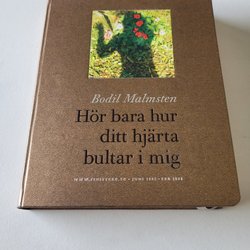 Bodil Malmsten
Hör bara hur
ditt hjärta
bultar i mig